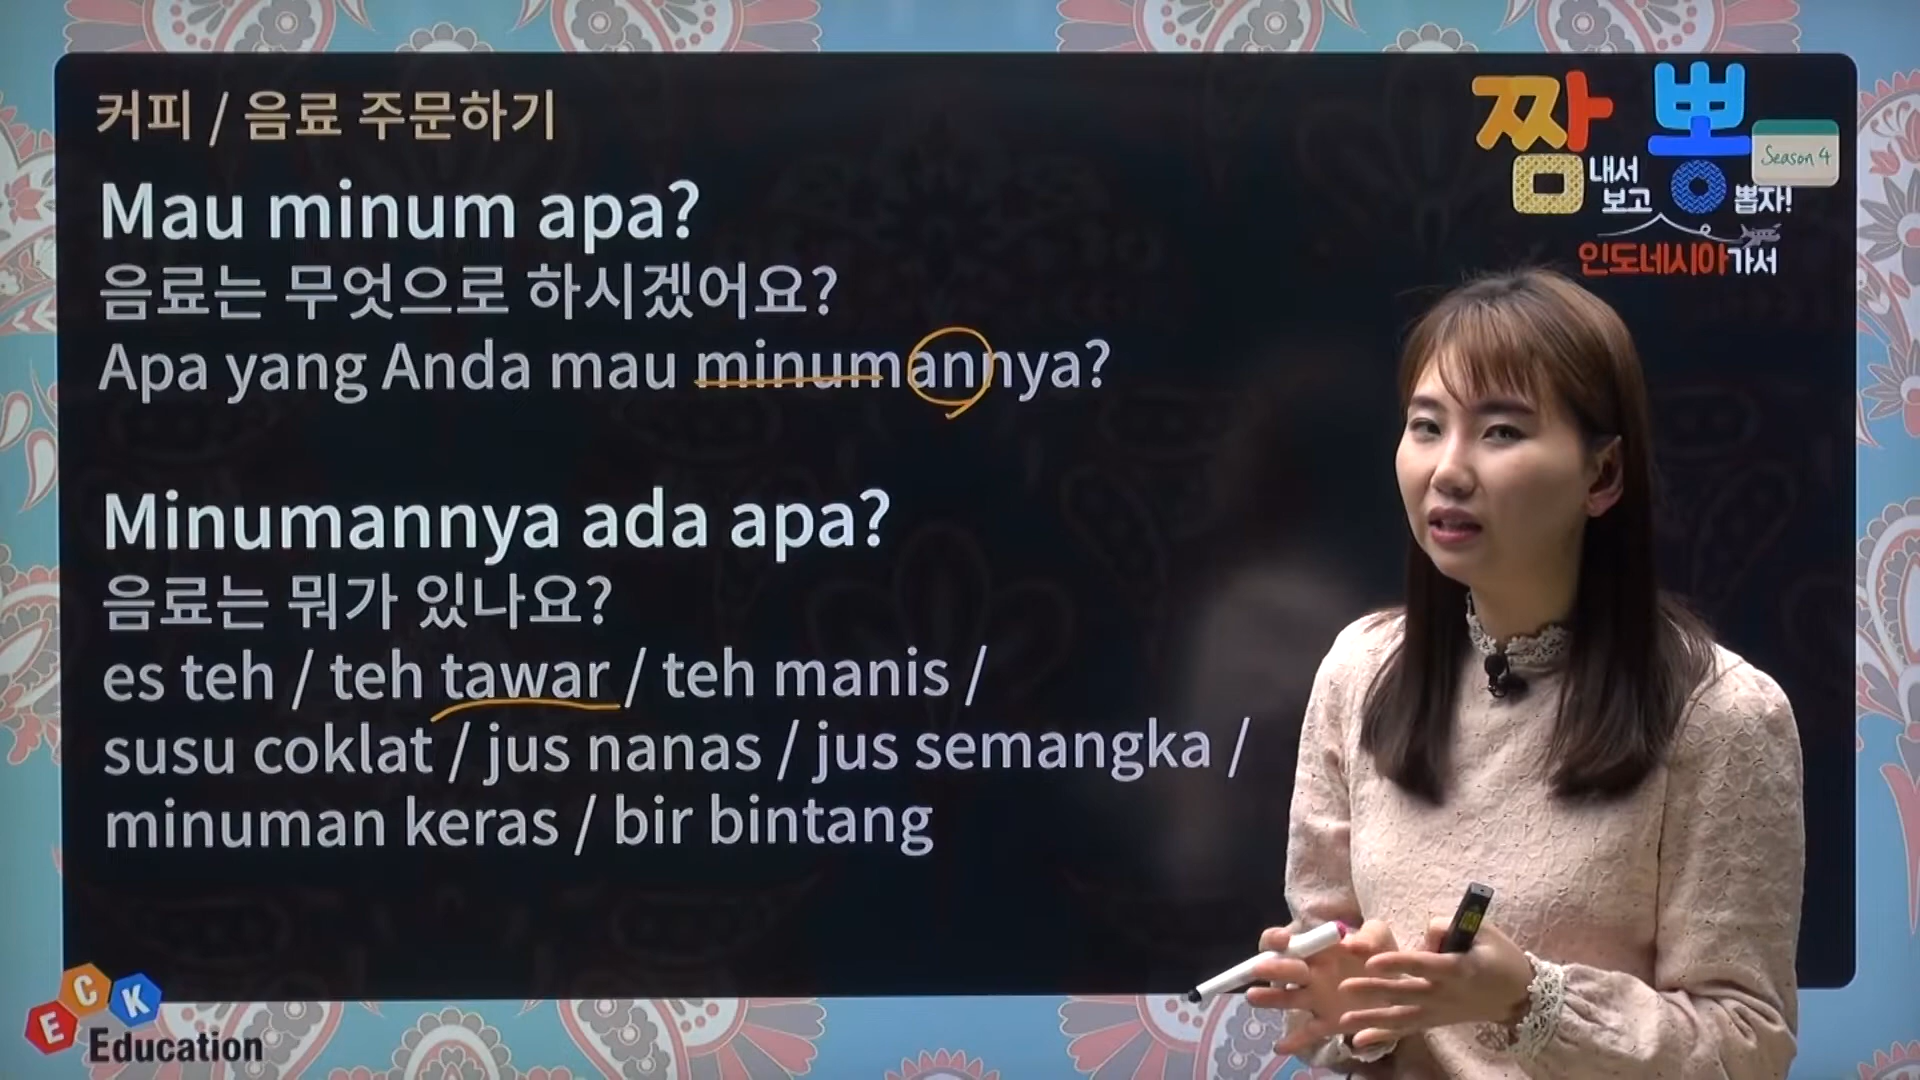 커피 / 음료 주문하기
Mau minum apa?
음료는 무엇으로 하시겠어요?
Apa yang Anda mau minumannya?
Minumannya ada apa?
음료는 뭐가 있나요?
es teh / teh tawar / teh manis /
susu coklat / jus nanas / jus semangka /
minuman keras / bir bintang
짬뽕
Season 4
내서
보고
뽑자!
인도네시아가서
ECK
Education